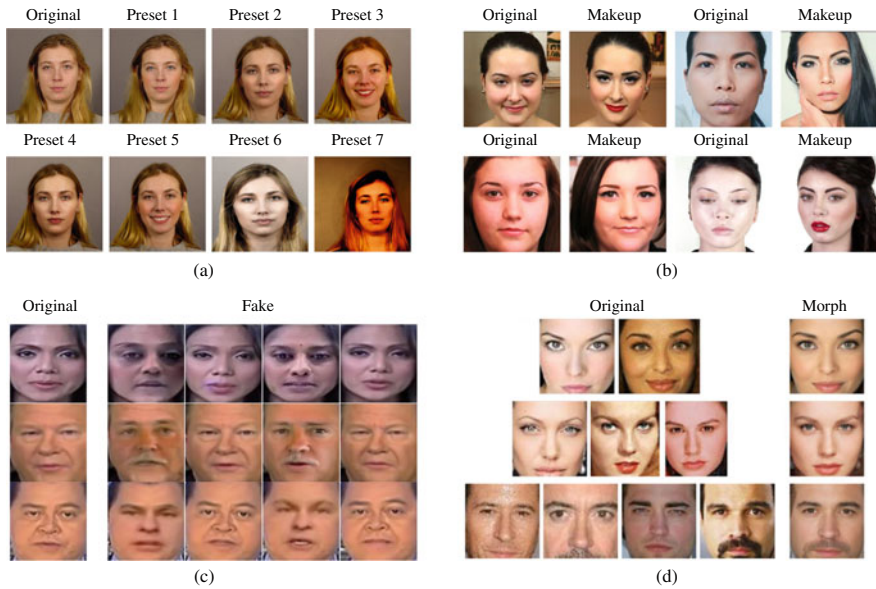 Original Preset 1 Preset 2 Preset 3
Preset 4 Preset 5 Preset 6 Preset 7
(a)
Original Makeup Original Makeup
Original Makeup Original Makeup
(b)
Original Fake
(c)
Original Morph
(d)